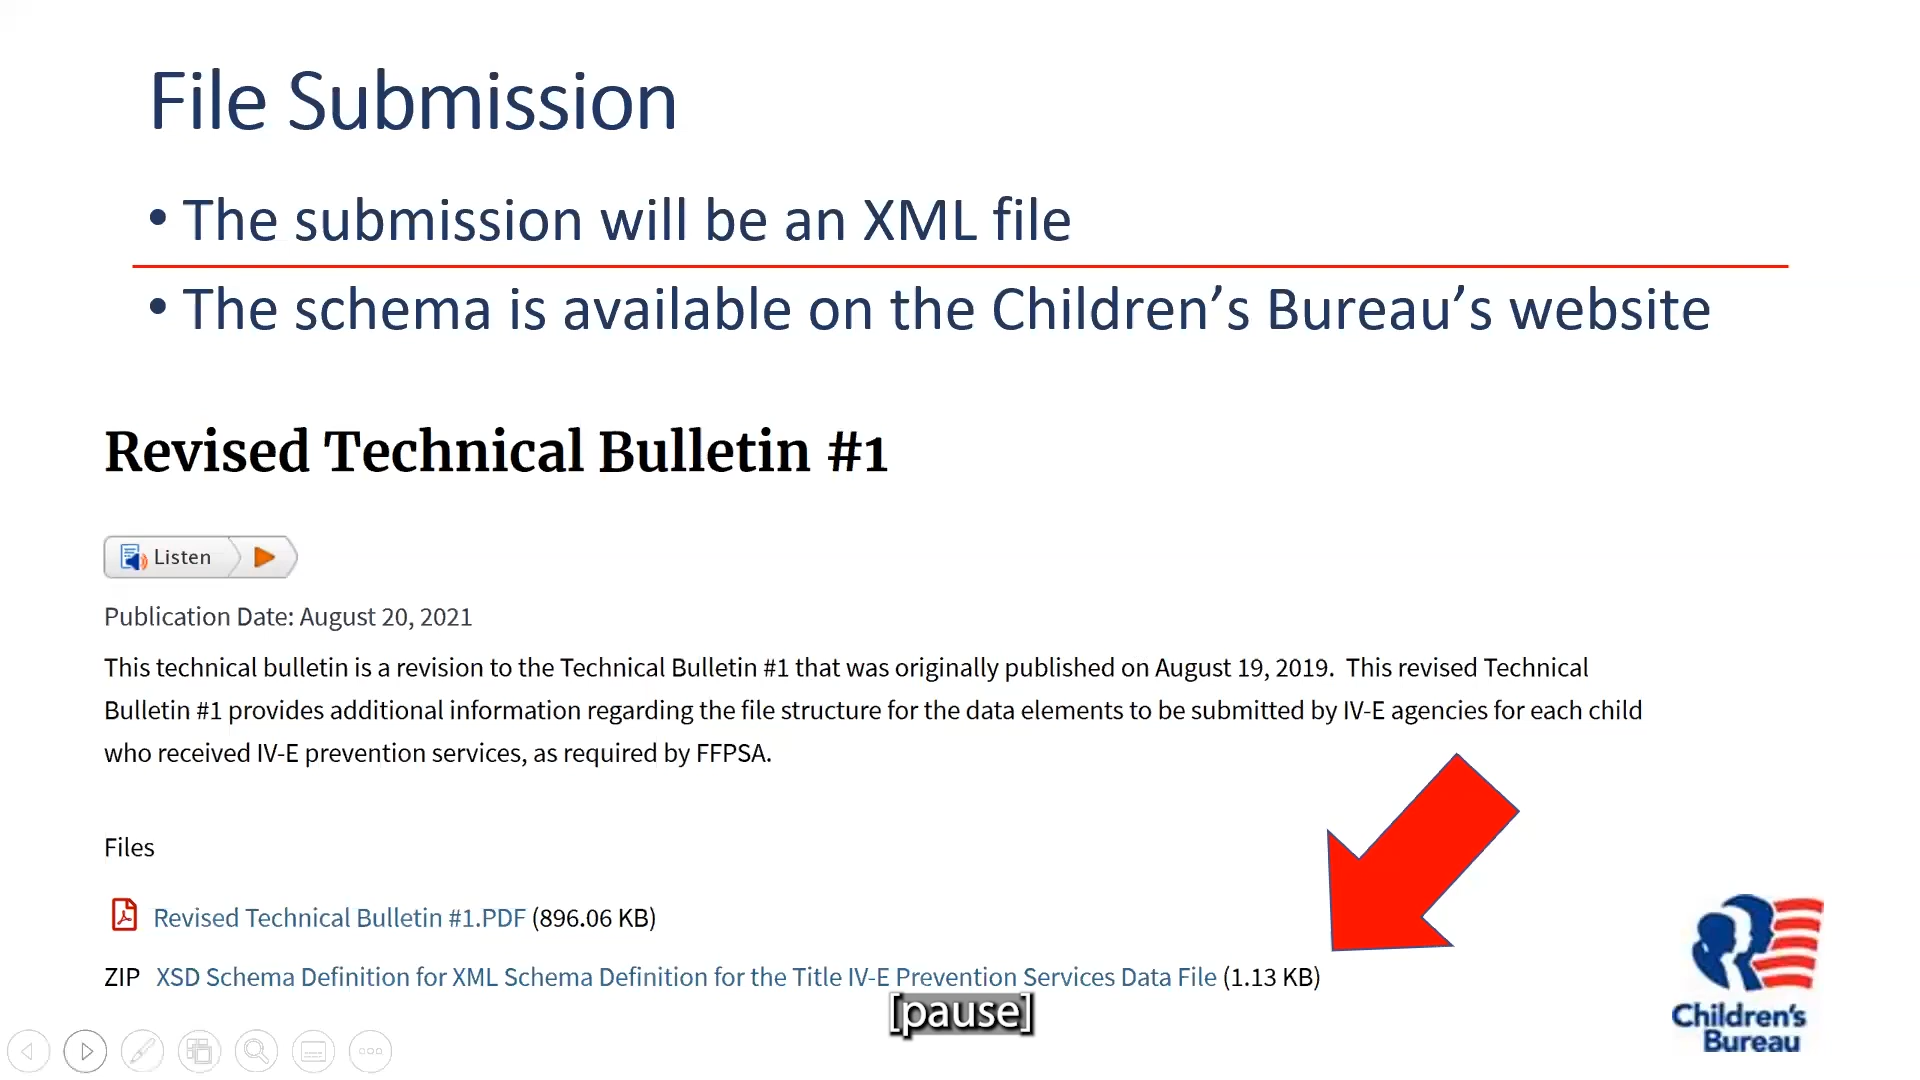 File Submission
• The submission will be an XML file
• The schema is available on the Children’s Bureau’s website
Revised Technical Bulletin #1
Listen
Publication Date: August 20, 2021
This technical bulletin is a revision to the Technical Bulletin #1 that was originally published on August 19, 2019.  This revised Technical
Bulletin #1 provides additional information regarding the file structure for the data elements to be submitted by IV-E agencies for each child
who received IV-E prevention services, as required by FFPSA.
Files
Revised Technical Bulletin #1.PDF (896.06 KB)
ZIP XSD Schema Definition for XML Schema Definition for the Title IV-E Prevention Services Data File (1.13 KB)
[pause]
Children's
Bureau